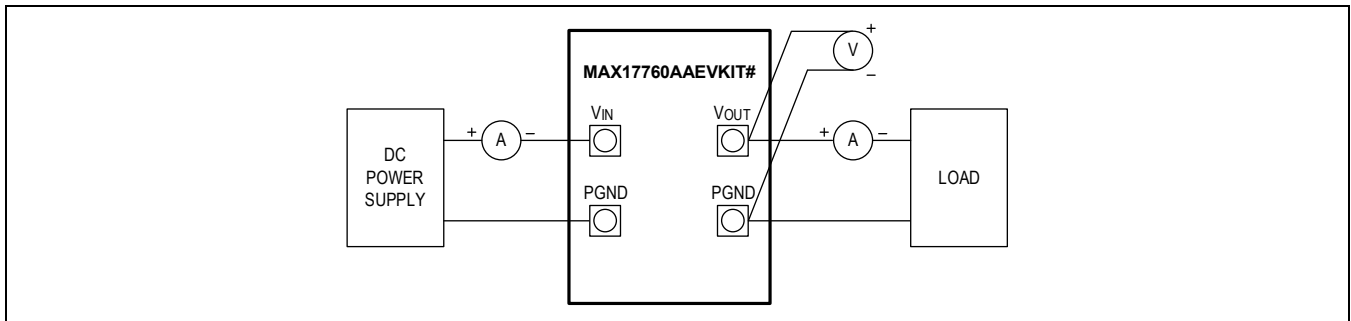 MAX17760AAEVKIT#
+
V
–
VIN
VOUT
+ A –
+ A –
DC
POWER
SUPPLY
LOAD
PGND
PGND